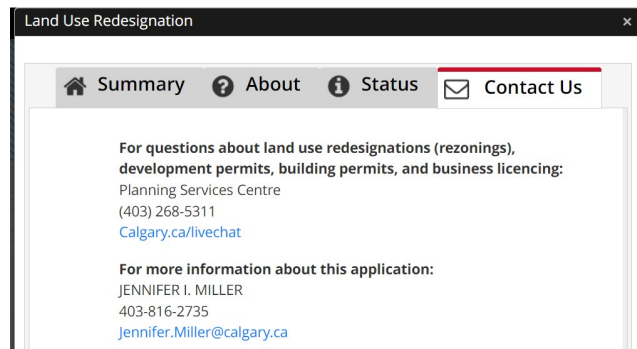 Land Use Redesignation ×
Summary About Status Contact Us
For questions about land use redesignations (rezonings),
development permits, building permits, and business licencing:
Planning Services Centre
(403) 268-5311
Calgary.ca/livechat
For more information about this application:
JENNIFER I. MILLER
403-816-2735
Jennifer.Miller@calgary.ca